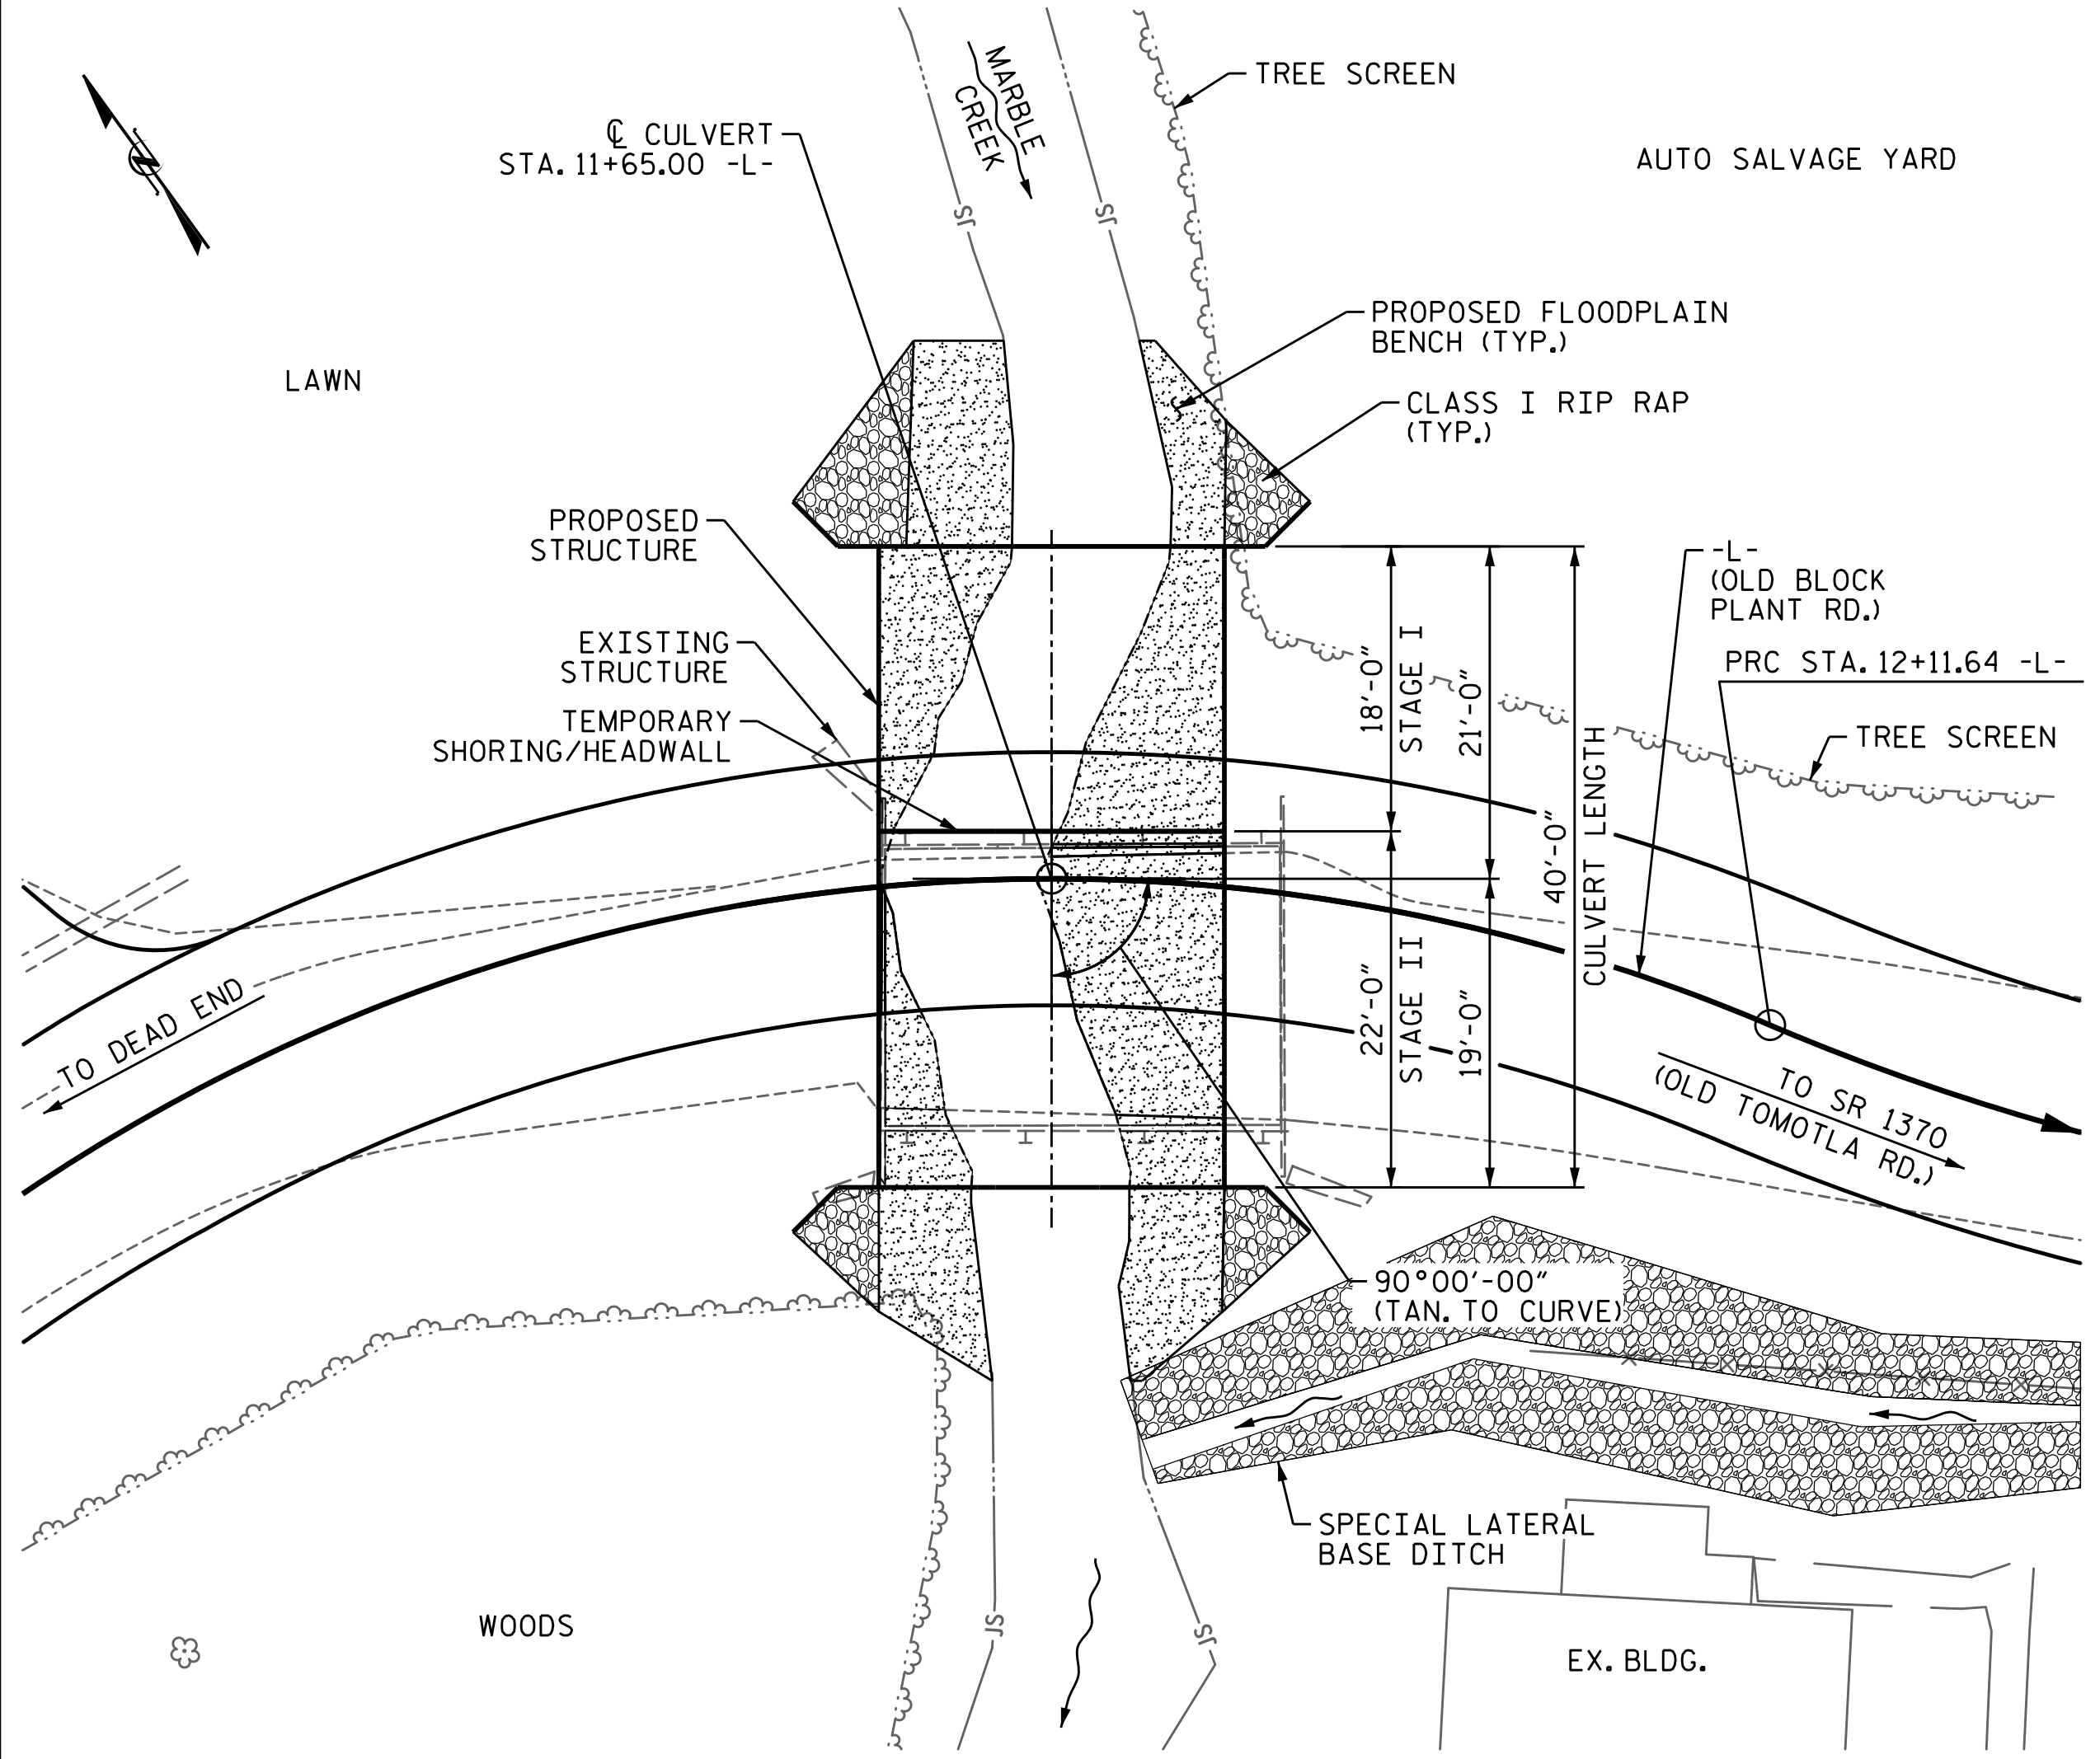 MARBLE
CREEK
TREE SCREEN
℄ CULVERT
STA. 11+65.00 -L-
AUTO SALVAGE YARD
N
JS
JS
PROPOSED FLOODPLAIN
BENCH (TYP.)
LAWN
CLASS I RIP RAP
(TYP.)
PROPOSED
STRUCTURE
-L-
(OLD BLOCK
PLANT RD.)
EXISTING
STRUCTURE
PRC STA. 12+11.64 -L-
TEMPORARY
SHORING/HEADWALL
18'-0"
STAGE I
21'-0"
TREE SCREEN
40'-0"
CULVERT LENGTH
22'-0"
STAGE II
19'-0"
TO DEAD END
TO SR 1370
(OLD TOMOTLA RD.)
90°00'-00"
(TAN. TO CURVE)
SPECIAL LATERAL
BASE DITCH
WOODS
JS
JS
EX. BLDG.